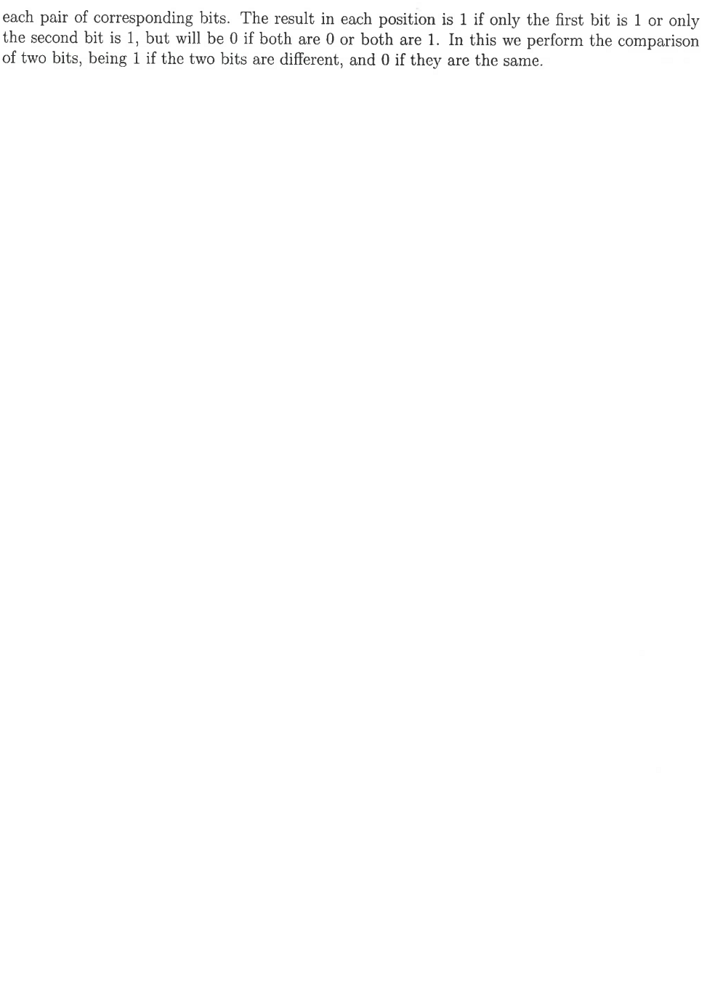 each pair of corresponding bits. The result in each position is 1 if only the first bit is 1 or only
the second bit is 1, but will be 0 if both are 0 or both are 1. In this we perform the comparison
of two bits, being 1 if the two bits are different, and 0 if they are the same.